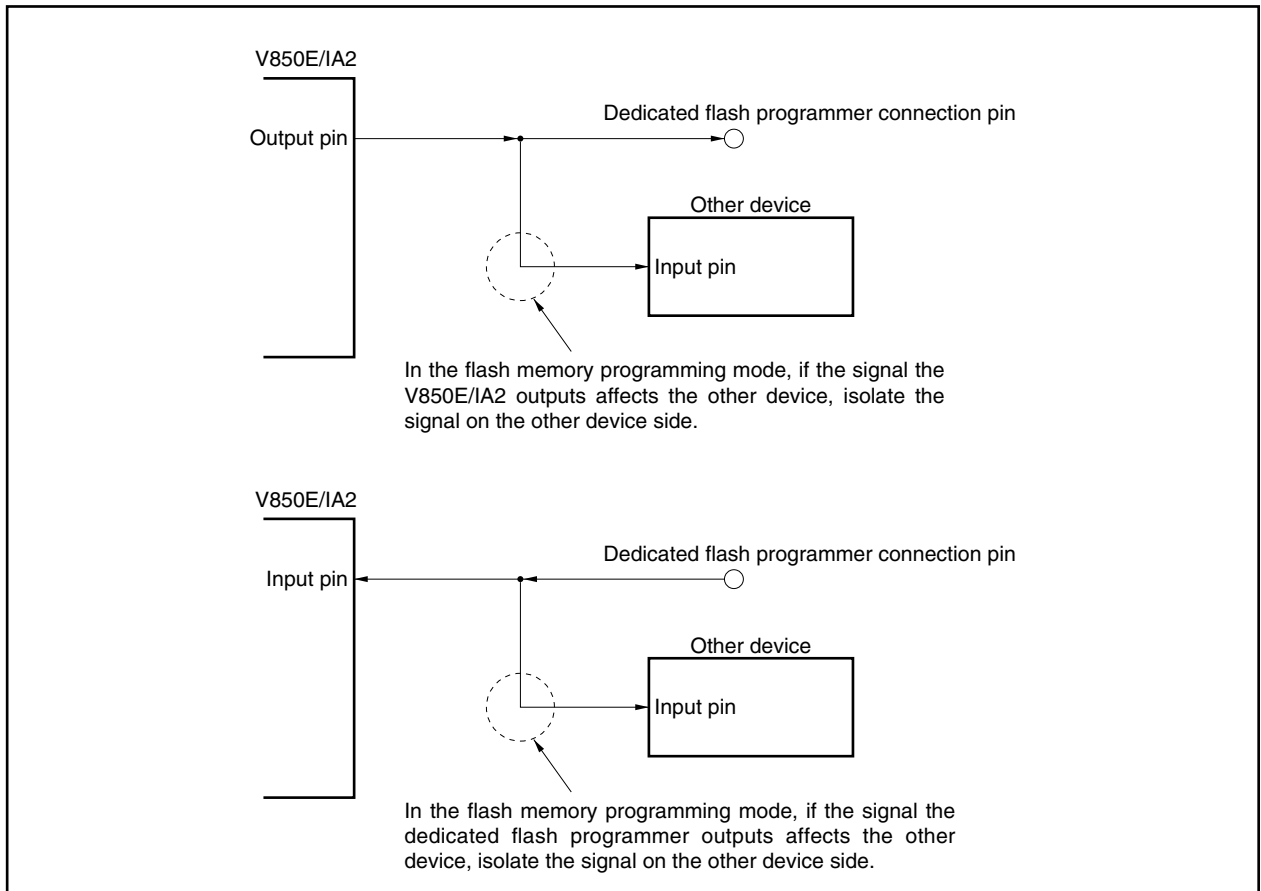 V850E/IA2
Dedicated flash programmer connection pin
Output pin
Other device
Input pin
In the flash memory programming mode, if the signal the
V850E/IA2 outputs affects the other device, isolate the
signal on the other device side.
V850E/IA2
Dedicated flash programmer connection pin
Input pin
Other device
Input pin
In the flash memory programming mode, if the signal the
dedicated flash programmer outputs affects the other
device, isolate the signal on the other device side.